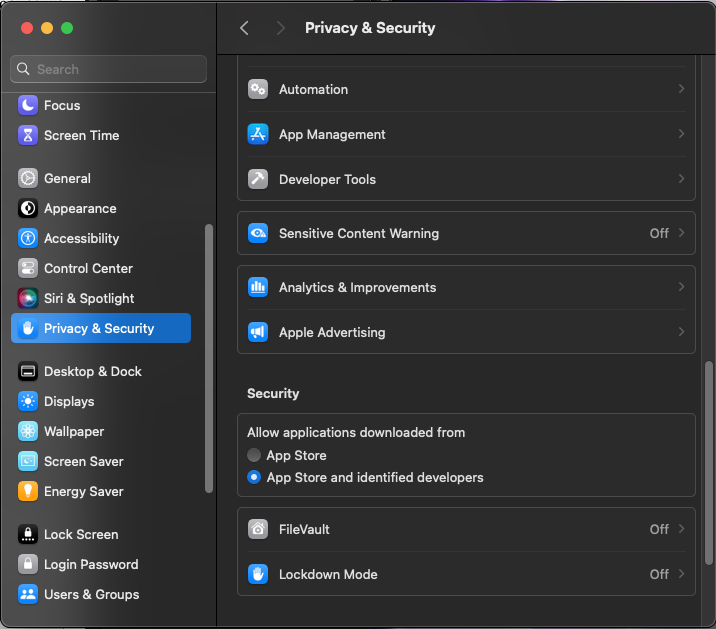 Privacy & Security
Search
Focus
Screen Time
General
Appearance
Accessibility
Control Center
Siri & Spotlight
Privacy & Security
Desktop & Dock
Displays
Wallpaper
Screen Saver
Energy Saver
Lock Screen
Login Password
Users & Groups
Automation
App Management
Developer Tools
Sensitive Content Warning Off
Analytics & Improvements
Apple Advertising
Security
Allow applications downloaded from
App Store
App Store and identified developers
FileVault Off
Lockdown Mode Off